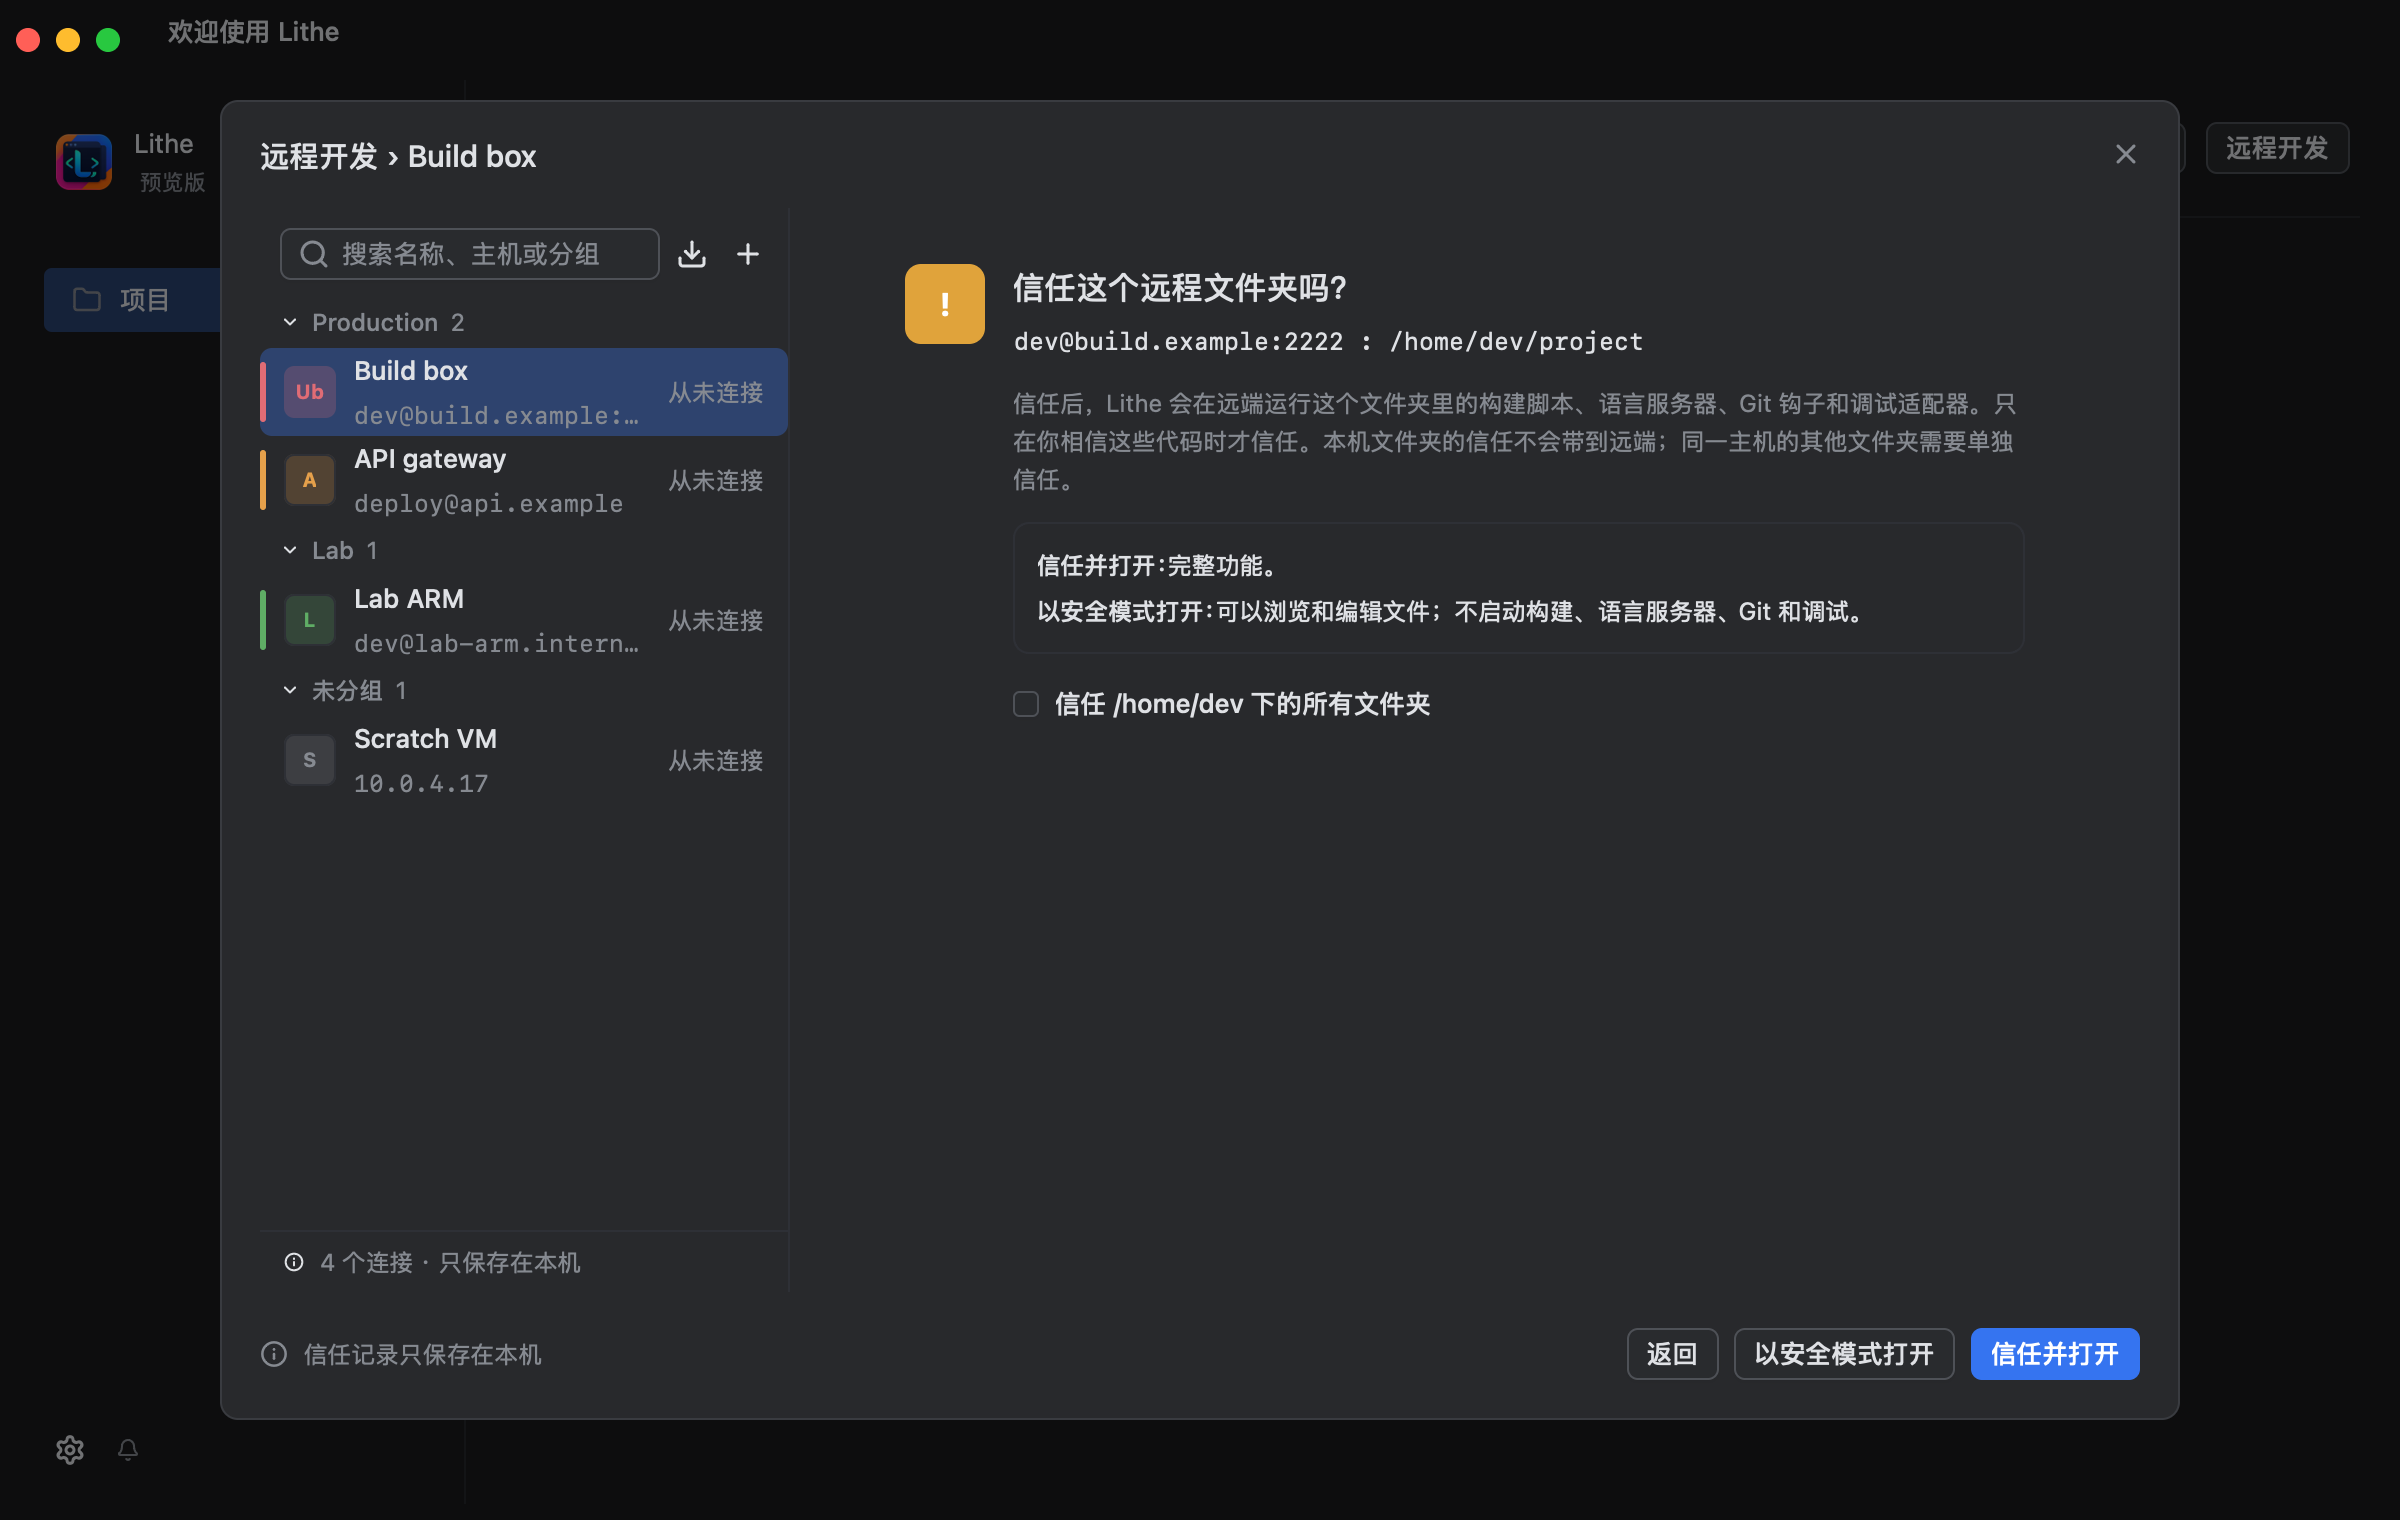 欢迎使用 Lithe
Lithe
预览版
远程开发
项目
远程开发 › Build box
搜索名称、主机或分组
Production 2
Ub
Build box
dev@build.example:…
从未连接
A
API gateway
deploy@api.example
从未连接
Lab 1
L
Lab ARM
dev@lab-arm.intern…
从未连接
未分组 1
S
Scratch VM
10.0.4.17
从未连接
4 个连接 · 只保存在本机
!
信任这个远程文件夹吗?
dev@build.example:2222 : /home/dev/project
信任后，Lithe 会在远端运行这个文件夹里的构建脚本、语言服务器、Git 钩子和调试适配器。只
在你相信这些代码时才信任。本机文件夹的信任不会带到远端；同一主机的其他文件夹需要单独
信任。
信任并打开:完整功能。
以安全模式打开:可以浏览和编辑文件；不启动构建、语言服务器、Git 和调试。
信任 /home/dev 下的所有文件夹
信任记录只保存在本机
返回
以安全模式打开
信任并打开